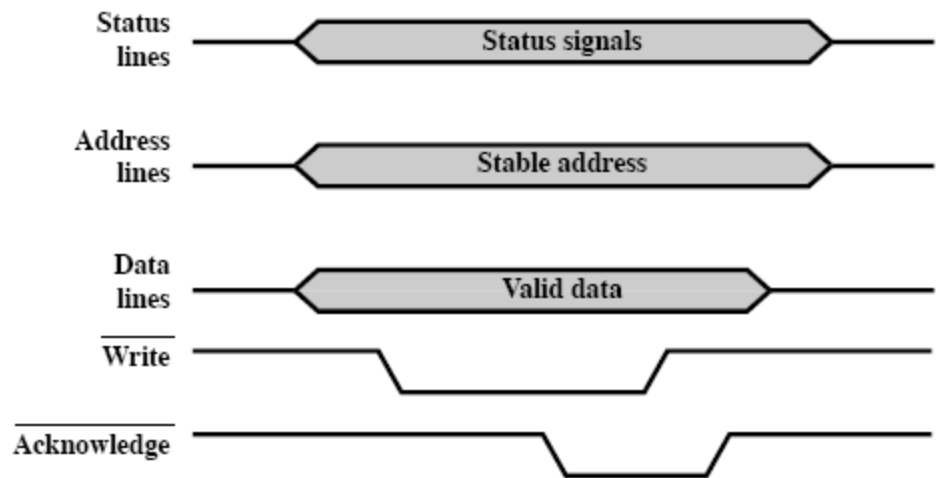 Status
lines
Status signals
Address
lines
Stable address
Data
lines
Valid data
Write
Acknowledge